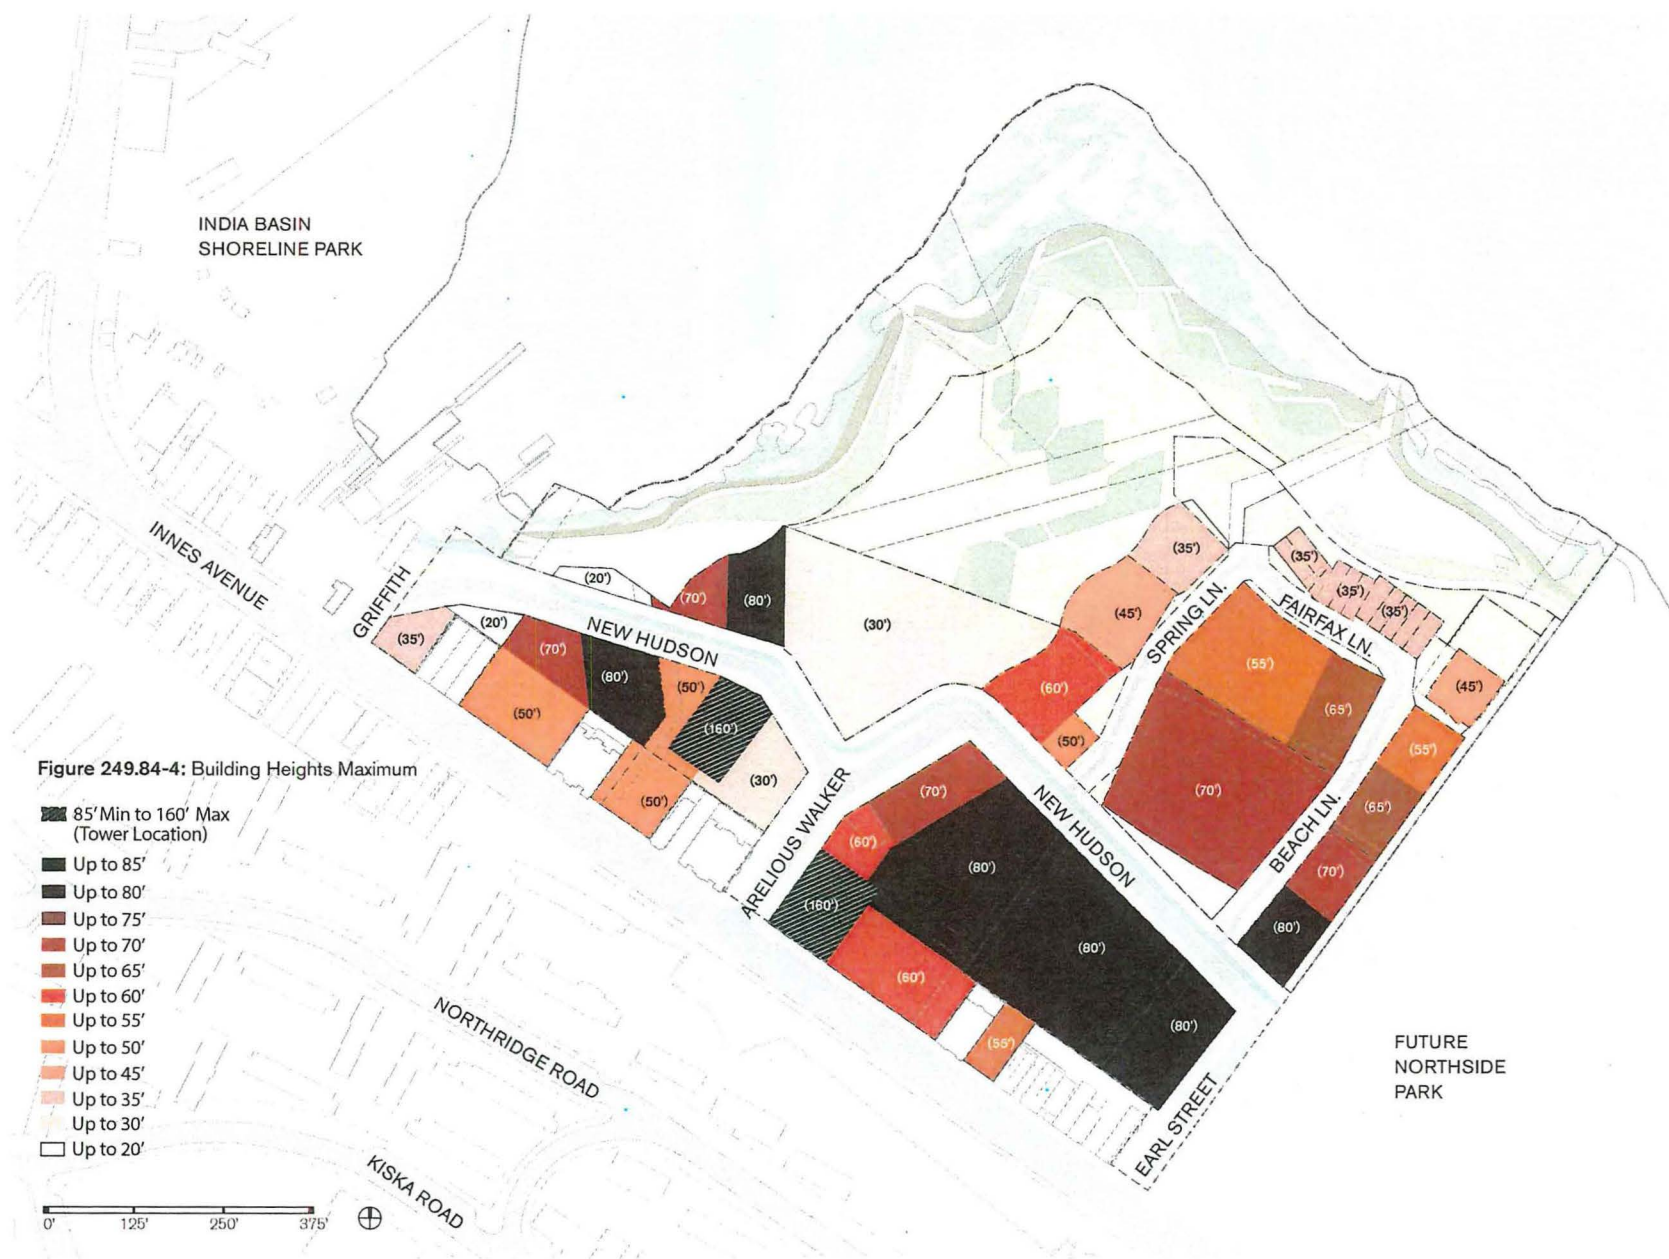 INDIA BASIN
SHORELINE PARK
INNES AVENUE
GRIFFITH
(20')
(35')
(20')
NEW HUDSON
(70')
(80')
(30')
(70')
(80')
(50')
(50')
(160')
(30')
(50')
(35')
(45')
(60')
(50')
SPRING LN.
(35')
(35')
(35')
FAIRFAX LN.
(55')
(65')
(45')
(70')
(55')
(65')
(70')
(80')
BEACH LN.
ARELIOUS WALKER
NEW HUDSON
(70')
(60')
(80')
(160')
(80')
(60')
(80')
(55')
EARL STREET
FUTURE
NORTHSIDE
PARK
NORTHRIDGE ROAD
KISKA ROAD
Figure 249.84-4: Building Heights Maximum
85' Min to 160' Max
(Tower Location)
Up to 85'
Up to 80'
Up to 75'
Up to 70'
Up to 65'
Up to 60'
Up to 55'
Up to 50'
Up to 45'
Up to 35'
Up to 30'
Up to 20'
0' 125' 250' 375'